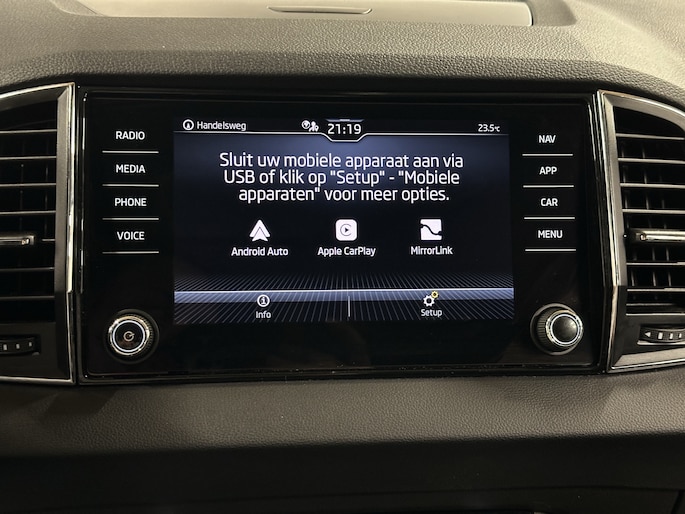 Handelsweg 21:19 23.5°C
RADIO
MEDIA
PHONE
VOICE
Sluit uw mobiele apparaat aan via
USB of klik op "Setup" - "Mobiele
apparaten" voor meer opties.
Android Auto Apple CarPlay MirrorLink
Info Setup
NAV
APP
CAR
MENU